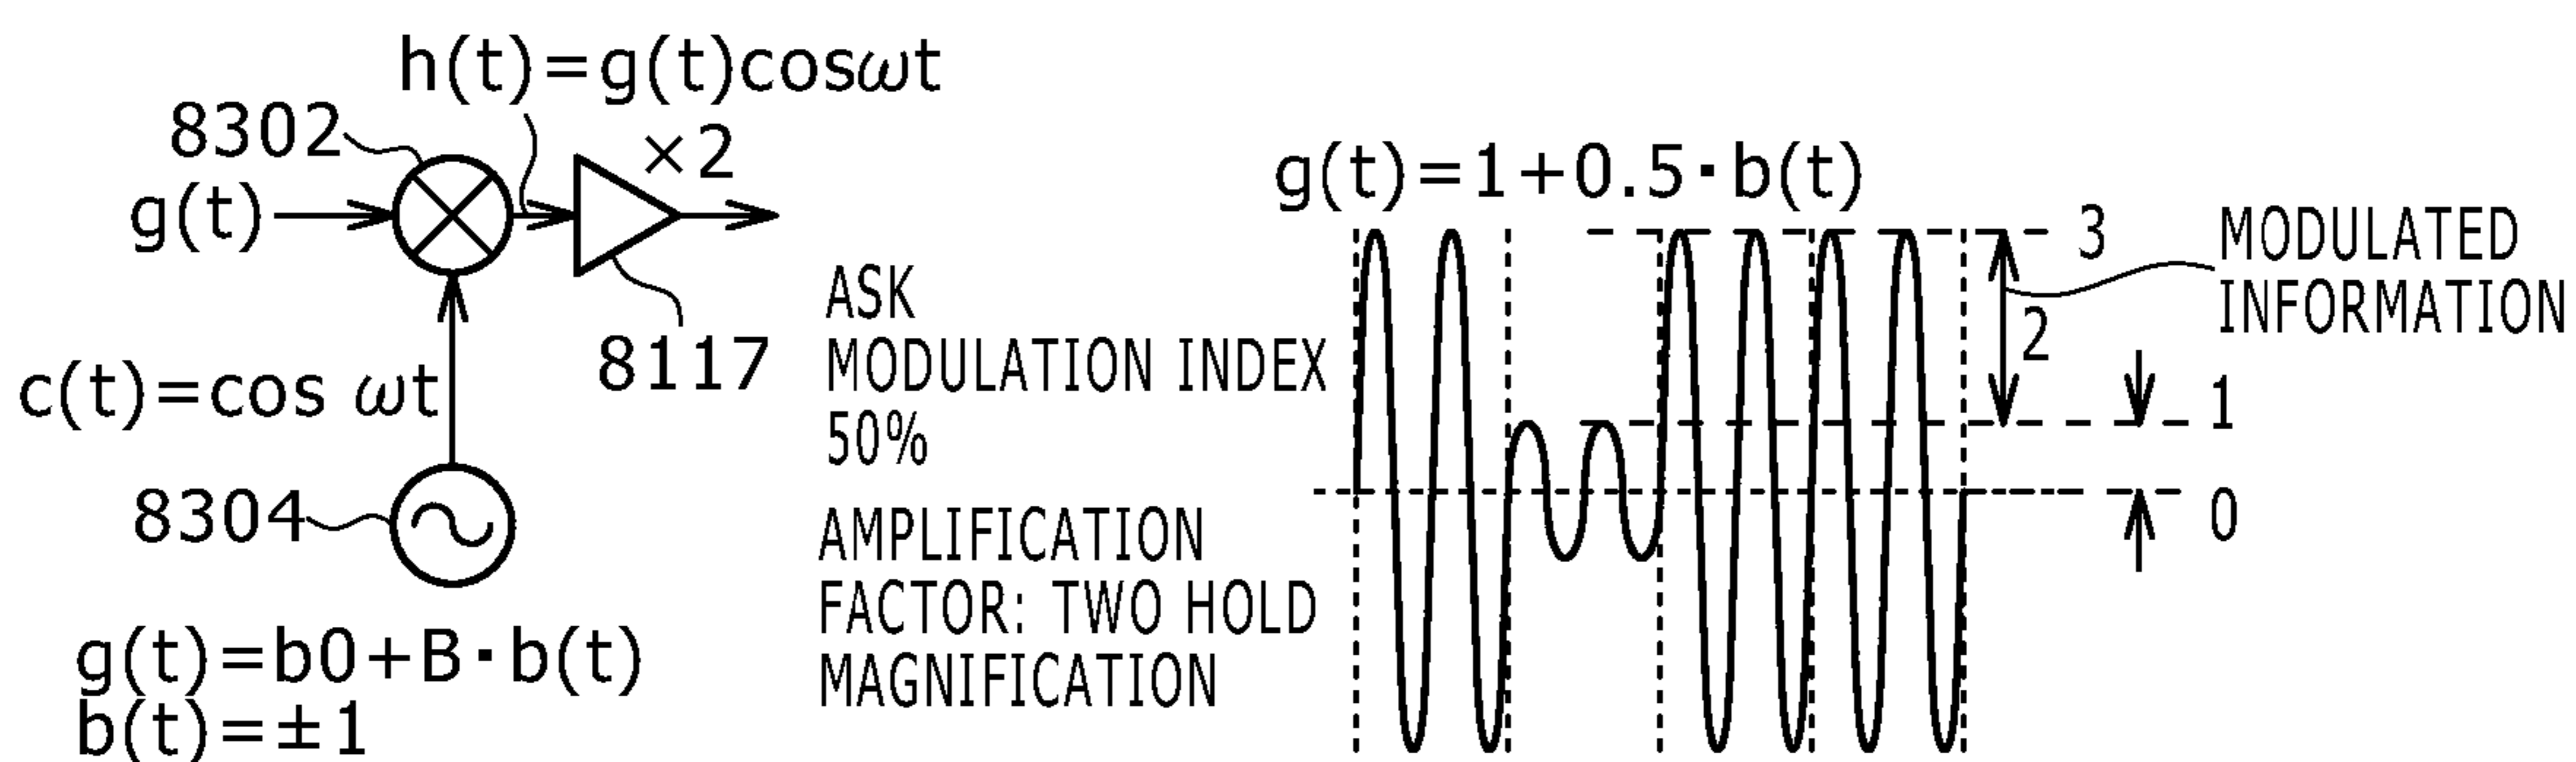 h(t)=g(t)cosωt
8302
×2
g(t)
8117
c(t)=cos ωt
8304
g(t)=b0+B·b(t)
b(t)=±1
ASK
MODULATION INDEX
50%
AMPLIFICATION
FACTOR: TWO HOLD
MAGNIFICATION
g(t)=1+0.5·b(t)
3
2
1
0
MODULATED
INFORMATION